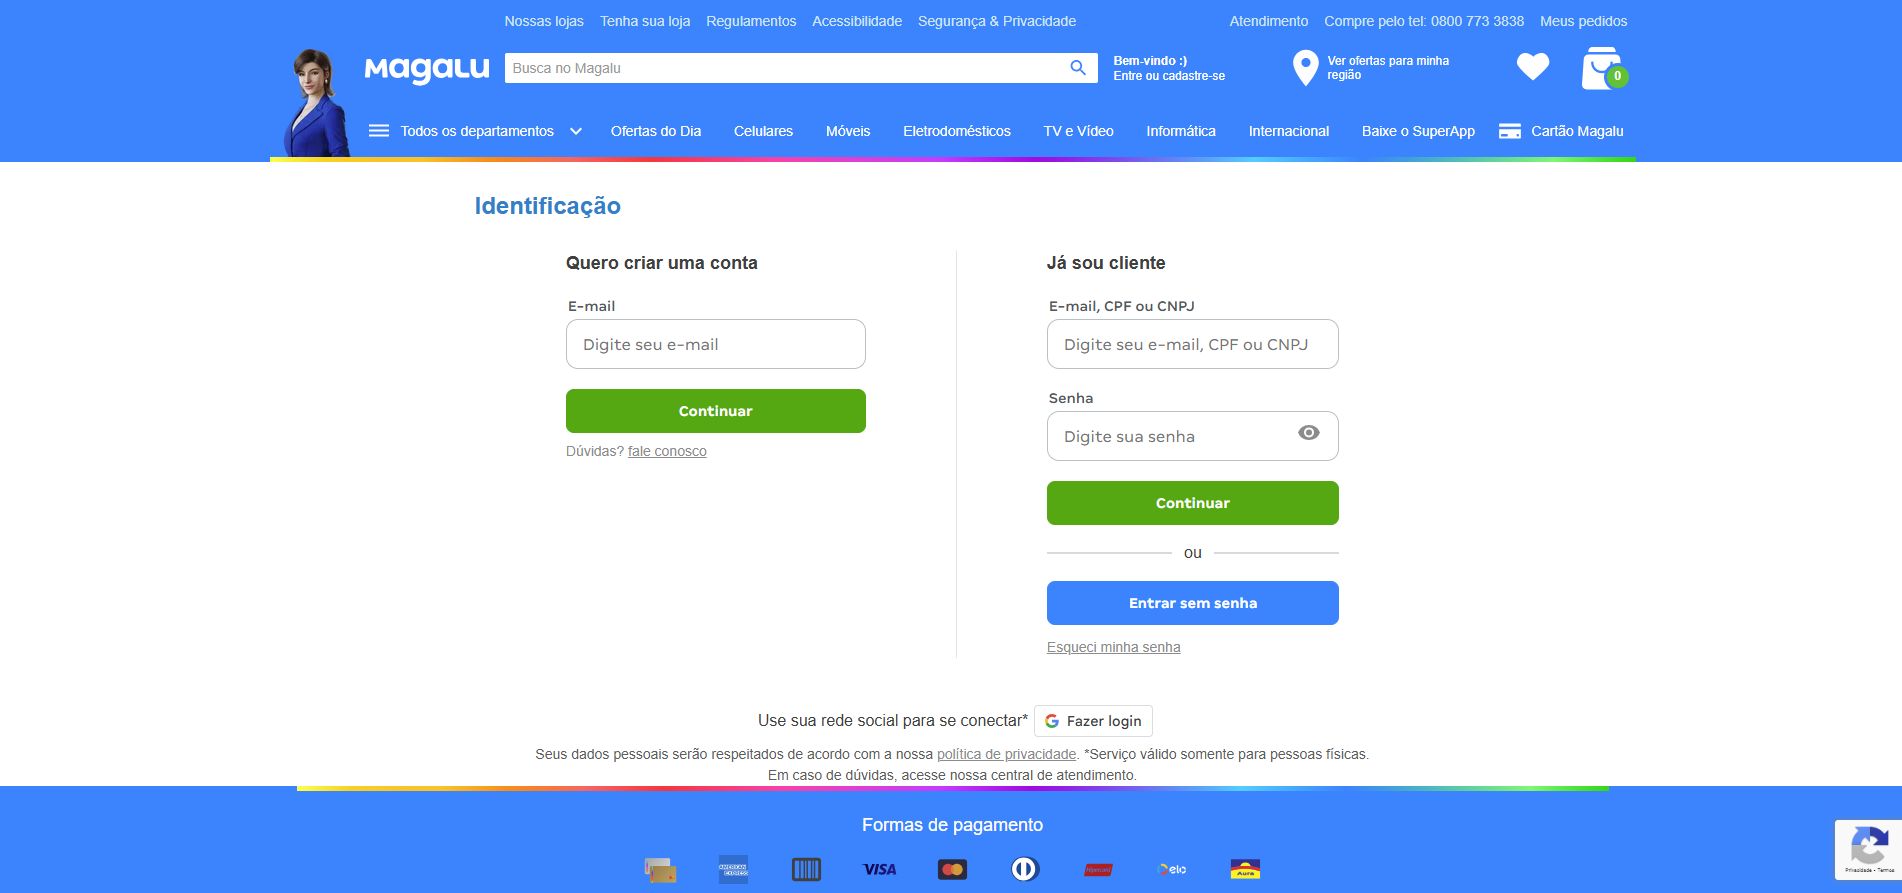 Nossas lojas Tenha sua loja Regulamentos Acessibilidade Segurança & Privacidade Atendimento Compre pelo tel: 0800 773 3838 Meus pedidos
Magalu
Busca no Magalu
Bem-vindo :)
Entre ou cadastre-se
Ver ofertas para minha
região
0
Todos os departamentos Ofertas do Dia Celulares Móveis Eletrodomésticos TV e Vídeo Informática Internacional Baixe o SuperApp Cartão Magalu
Identificação
Quero criar uma conta
E-mail
Digite seu e-mail
Continuar
Dúvidas? fale conosco
Já sou cliente
E-mail, CPF ou CNPJ
Digite seu e-mail, CPF ou CNPJ
Senha
Digite sua senha
Continuar
ou
Entrar sem senha
Esqueci minha senha
Use sua rede social para se conectar* Fazer login
Seus dados pessoais serão respeitados de acordo com a nossa política de privacidade. *Serviço válido somente para pessoas físicas.
Em caso de dúvidas, acesse nossa central de atendimento.
Formas de pagamento
AMERICAN EXPRESS
VISA
Hipercard
elo
Aura
Privacidade - Termos